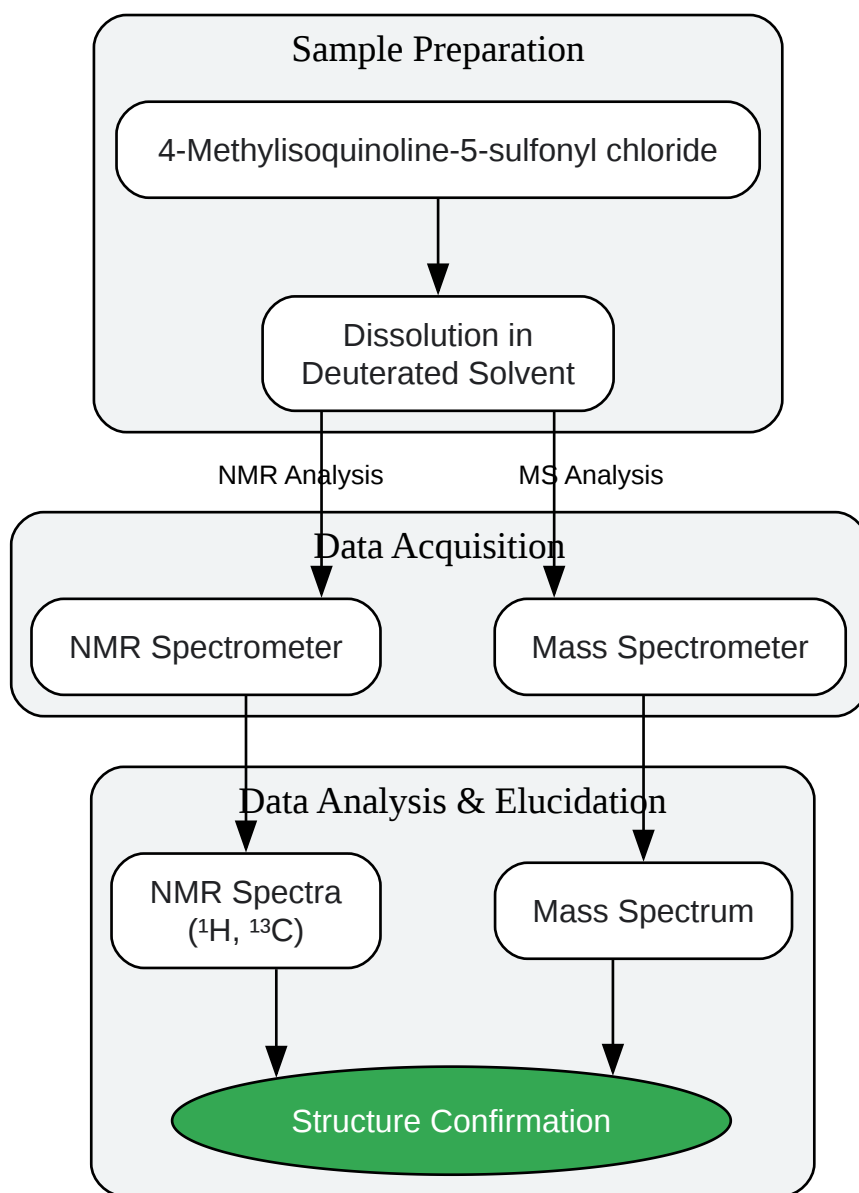 Sample Preparation
4-Methylisoquinoline-5-sulfonyl chloride
Dissolution in
Deuterated Solvent
NMR Analysis
MS Analysis
Data Acquisition
NMR Spectrometer
Mass Spectrometer
Data Analysis & Elucidation
NMR Spectra
(¹H, ¹³C)
Mass Spectrum
Structure Confirmation